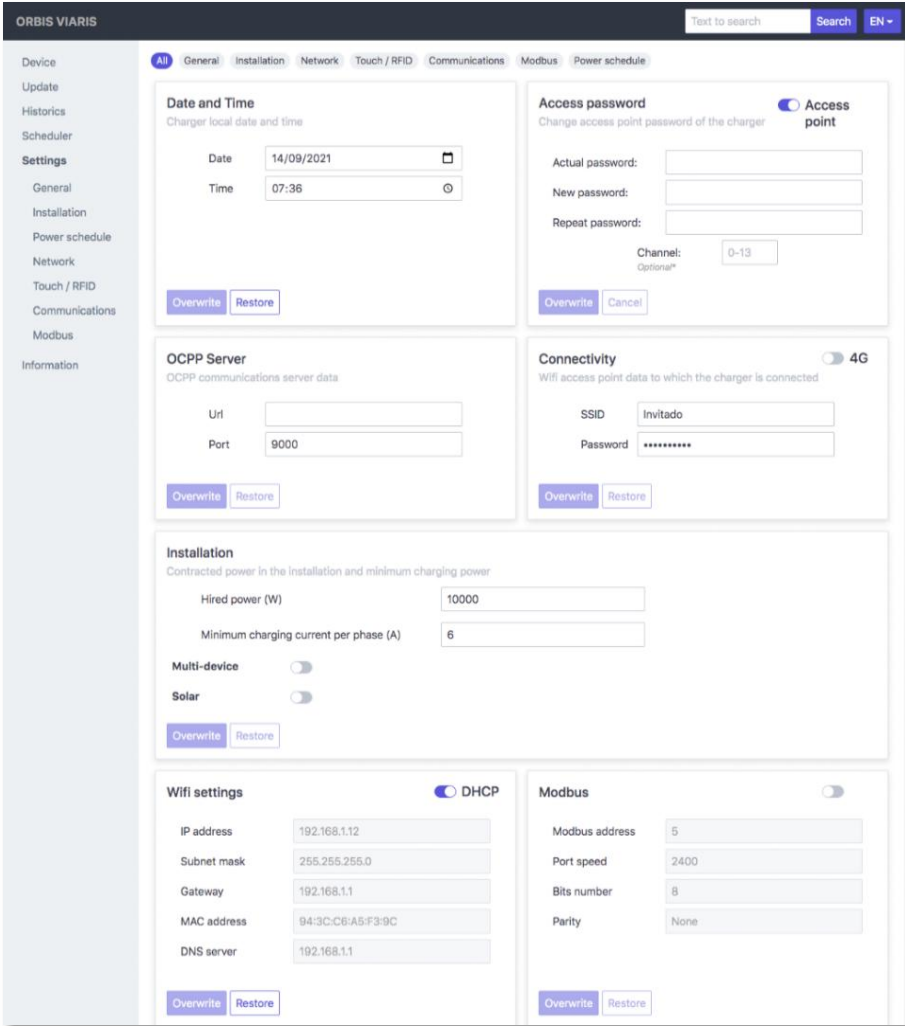 ORBIS VIARIS
Text to search
Search
EN
Device
Update
Historics
Scheduler
Settings
General
Installation
Power schedule
Network
Touch / RFID
Communications
Modbus
Information
All General Installation Network Touch / RFID Communications Modbus Power schedule
Date and Time
Charger local date and time
Date 14/09/2021
Time 07:36
Overwrite Restore
Access password
Access point
Change access point password of the charger
Actual password:
New password:
Repeat password:
Channel: 0-13
Optional*
Overwrite Cancel
OCPP Server
OCPP communications server data
Url
Port 9000
Overwrite Restore
Connectivity
4G
Wifi access point data to which the charger is connected
SSID Invitado
Password ••••••••••
Overwrite Restore
Installation
Contracted power in the installation and minimum charging power
Hired power (W) 10000
Minimum charging current per phase (A) 6
Multi-device
Solar
Overwrite Restore
Wifi settings
DHCP
IP address 192.168.1.12
Subnet mask 255.255.255.0
Gateway 192.168.1.1
MAC address 94:3C:C6:A5:F3:9C
DNS server 192.168.1.1
Overwrite Restore
Modbus
Modbus address 5
Port speed 2400
Bits number 8
Parity None
Overwrite Restore